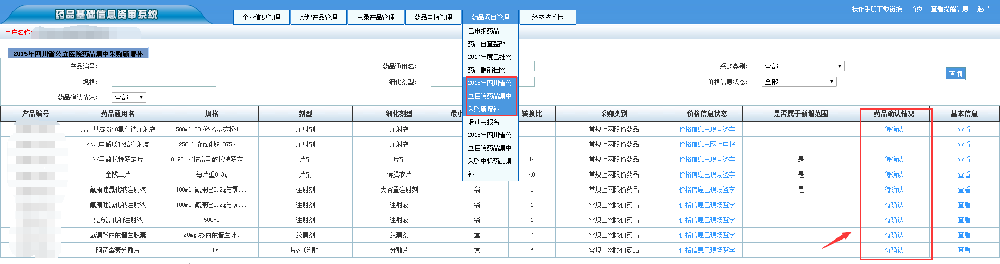 药品基础信息资审系统
企业信息管理 新增产品管理 已录产品管理 药品申报管理 药品项目管理 经济技术标
操作手册下载链接 首页 查看提醒信息 退出
用户名称:
已申报药品
药品自查整改
2017年度已挂网
药品撤销挂网
2015年四川省公
立医院药品集中
采购新增补
培训会报名
2015年四川省公
立医院药品集中
采购中标药品增
补
2015年四川省公立医院药品集中采购新增补
产品编号： 药品通用名： 采购类别： 全部
规格： 细化剂型： 价格信息状态： 全部 查询
药品确认情况： 全部
产品编号 药品通用名 规格 剂型 细化剂型 最小 转换比 采购类别 价格信息状态 是否属于新增范围 药品确认情况 基本信息
羟乙基淀粉40氯化钠注射液 500ml:30g羟乙基淀粉4... 注射剂 注射液 1 常规上网限价药品 价格信息已现场签字 待确认 查看
小儿电解质补给注射液 250ml:葡萄糖9.375g... 注射剂 注射液 1 常规上网限价药品 价格信息已网上申报 查看
富马酸托特罗定片 0.93mg(按富马酸托特罗定... 片剂 片剂 14 常规上网限价药品 价格信息已现场签字 是 待确认 查看
金钱草片 每片重0.3g 片剂 薄膜衣片 48 常规上网限价药品 价格信息已现场签字 是 待确认 查看
氟康唑氯化钠注射液 100ml:氟康唑0.2g与氯... 注射剂 大容量注射剂 袋 1 常规上网限价药品 价格信息已现场签字 是 待确认 查看
氟康唑氯化钠注射液 100ml:氟康唑0.2g与氯... 注射剂 注射液 袋 1 常规上网限价药品 价格信息已现场签字 待确认 查看
复方氯化钠注射液 500ml 注射剂 注射液 袋 1 常规上网限价药品 价格信息已现场签字 待确认 查看
氢溴酸西酞普兰胶囊 20mg(按西酞普兰计) 胶囊剂 胶囊剂 盒 7 常规上网限价药品 价格信息已现场签字 待确认 查看
阿奇霉素分散片 0.1g 片剂(分散) 分散片 盒 6 常规上网限价药品 价格信息已现场签字 待确认 查看